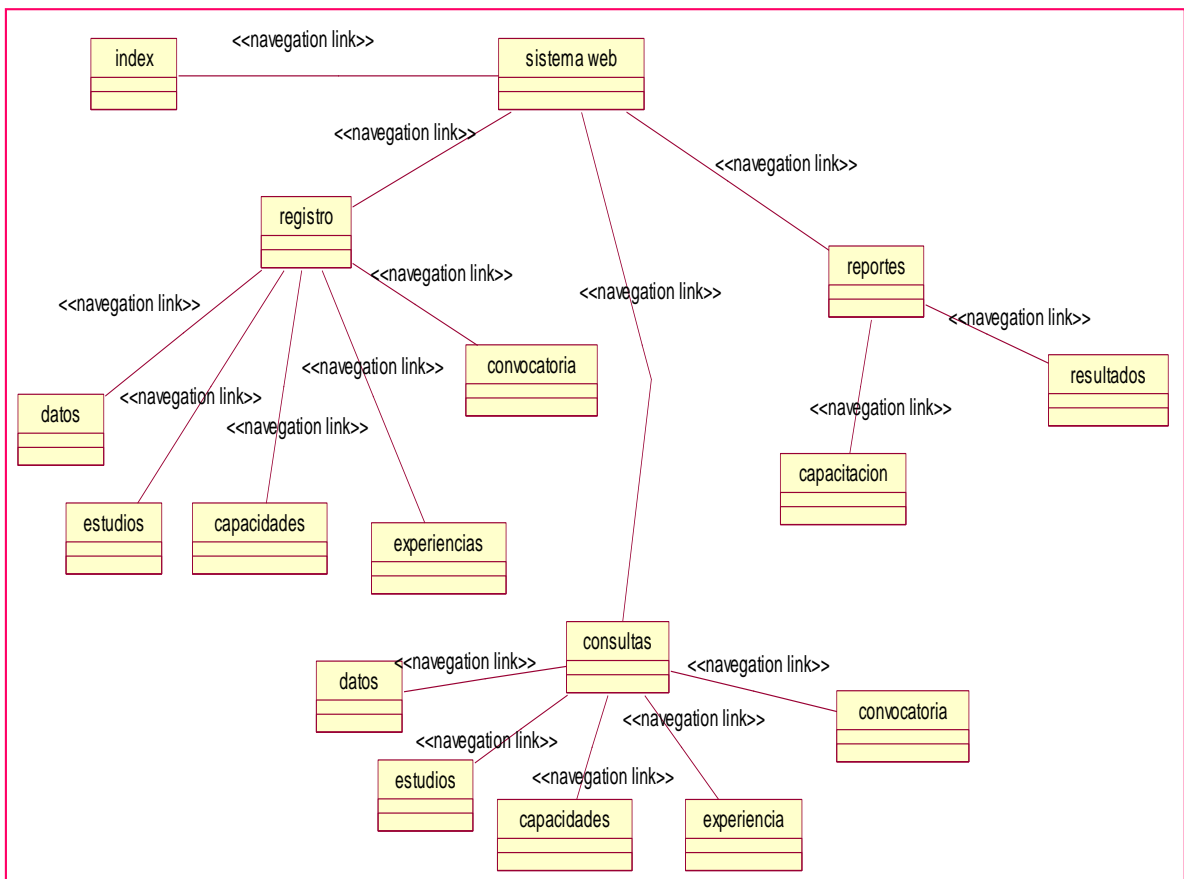 <<navegation link>>
index
sistema web
<<navegation link>>
<<navegation link>>
registro
reportes
<<navegation link>>
<<navegation link>>
<<navegation link>>
<<navegation link>>
convocatoria
<<navegation link>>
resultados
<<navegation link>>
datos
<<navegation link>>
<<navegation link>>
capacitacion
estudios
capacidades
experiencias
consultas
<<navegation link>>
<<navegation link>>
datos
convocatoria
<<navegation link>>
<<navegation link>>
estudios
<<navegation link>>
capacidades
experiencia